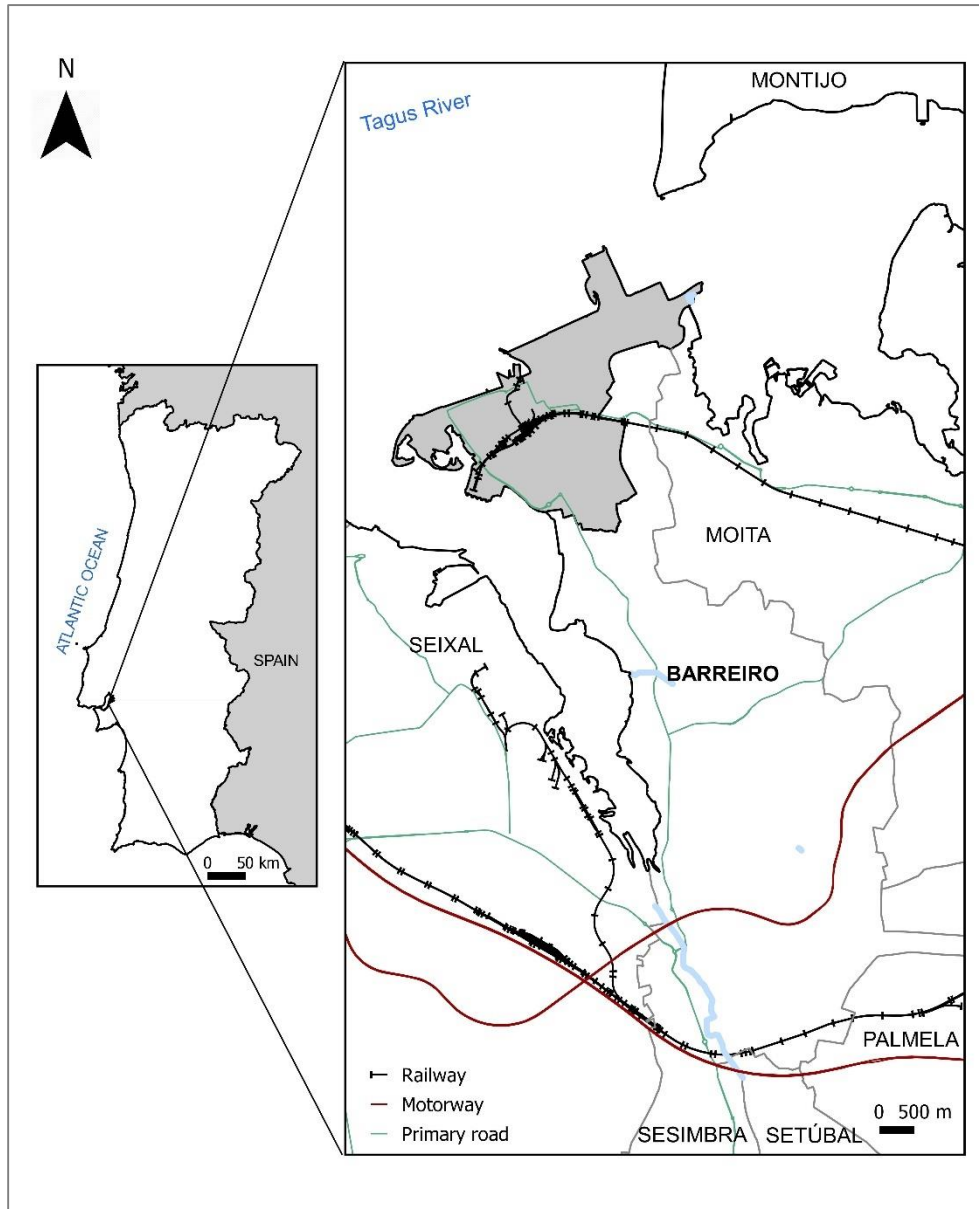 N
MONTIJO
Tagus River
ATLANTIC OCEAN
SPAIN
0 50 km
MOITA
SEIXAL
BARREIRO
PALMELA
Railway
Motorway
Primary road
0 500 m
SESIMBRA
SETÚBAL